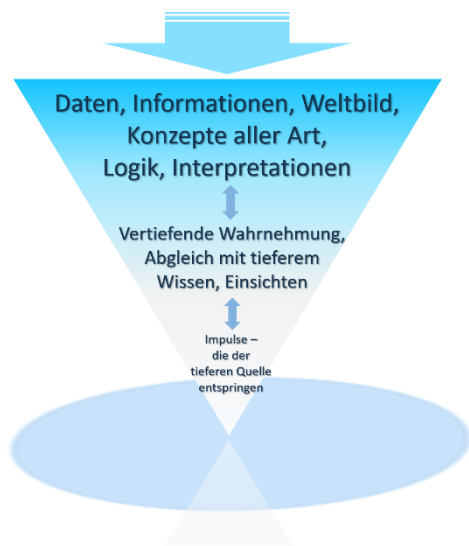 Daten, Informationen, Weltbild,
Konzepte aller Art,
Logik, Interpretationen
Vertiefende Wahrnehmung,
Abgleich mit tieferem
Wissen, Einsichten
Impulse –
die der
tieferen Quelle
entspringen